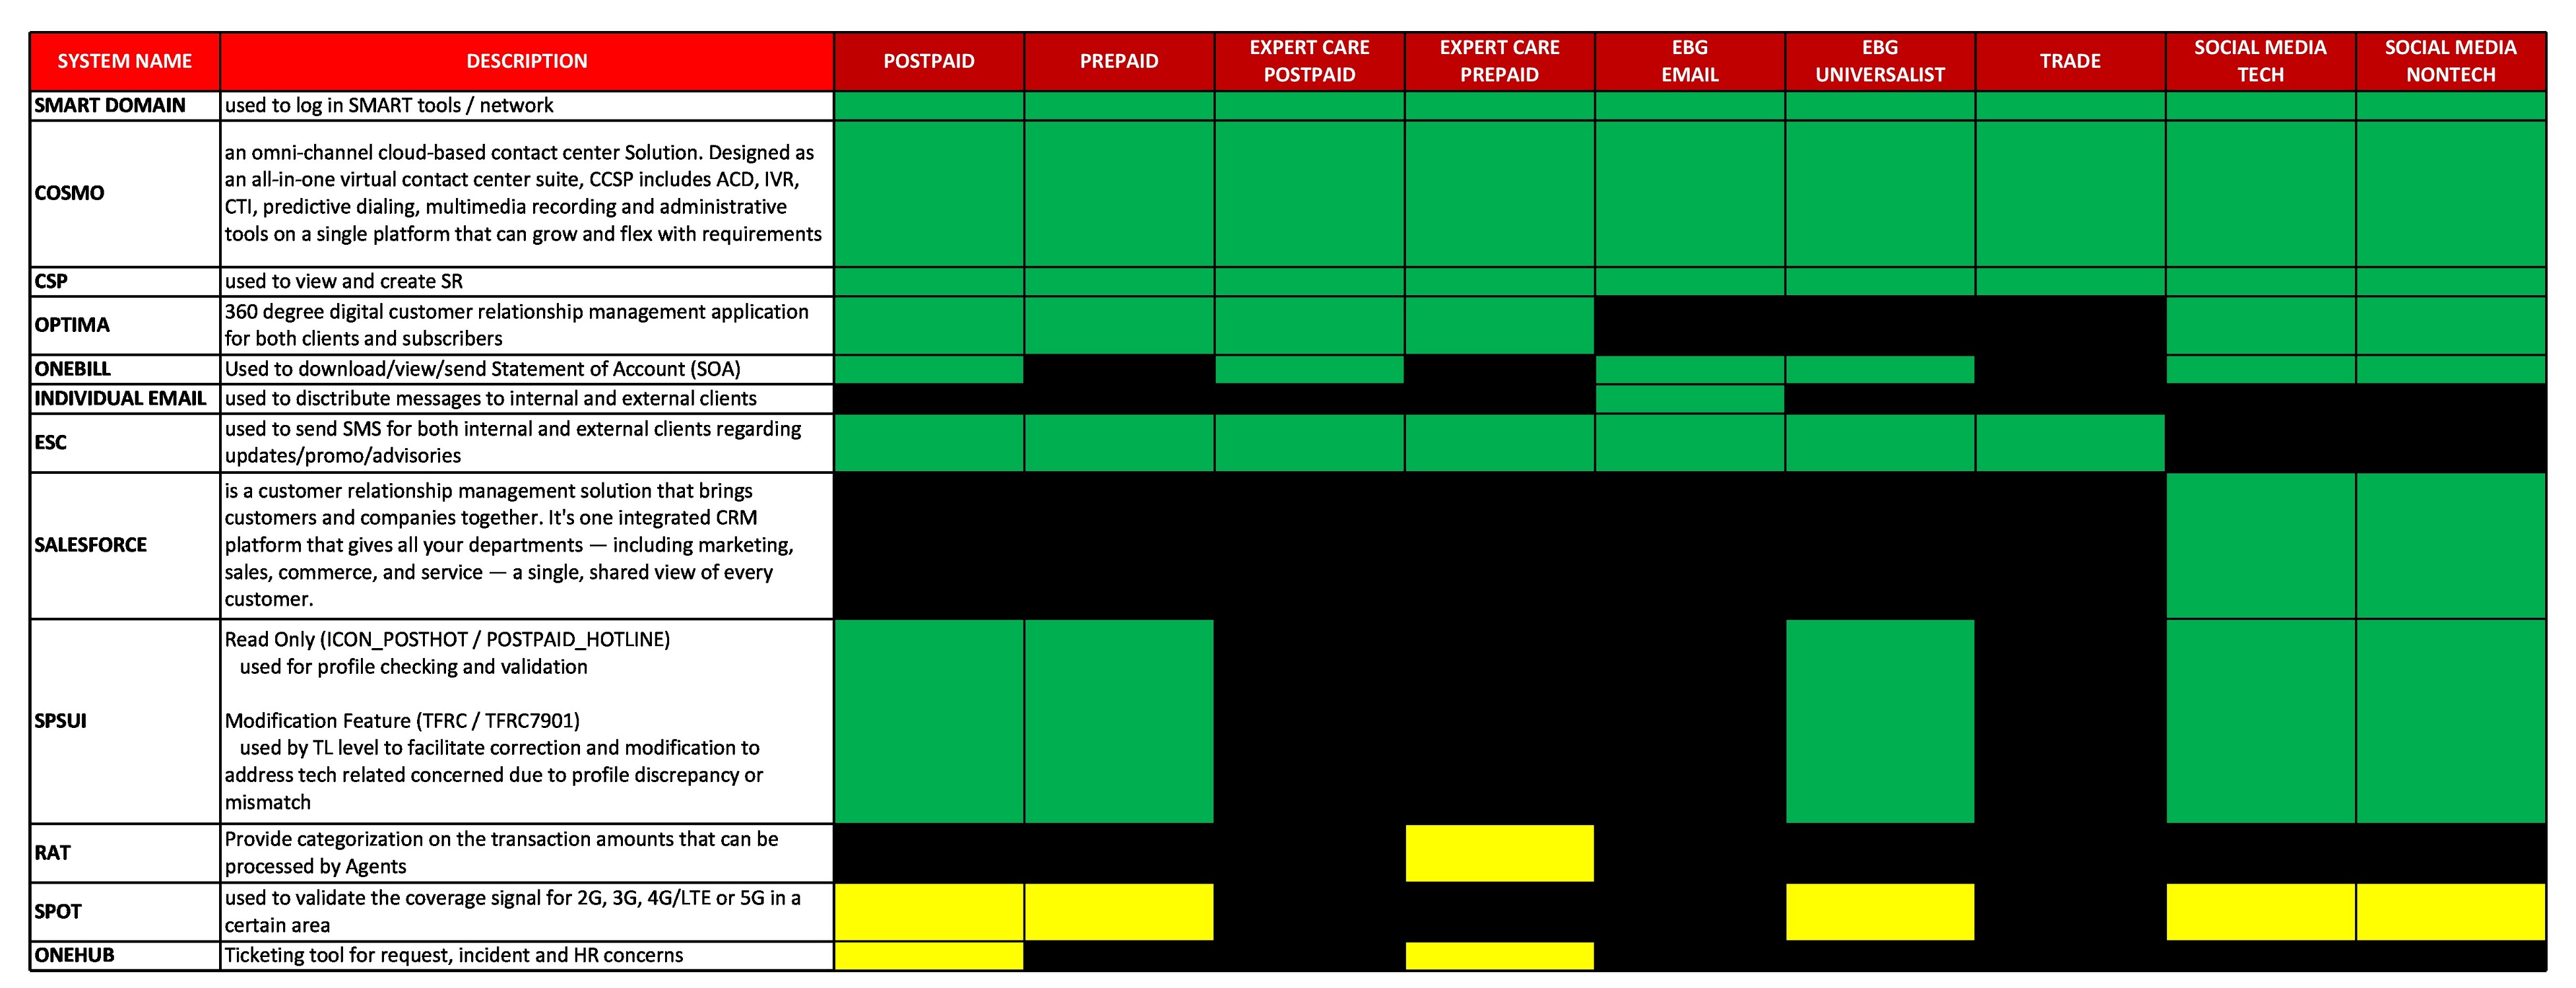 SYSTEM NAME
DESCRIPTION
POSTPAID
PREPAID
EXPERT CARE
POSTPAID
EXPERT CARE
PREPAID
EBG
EMAIL
EBG
UNIVERSALIST
TRADE
SOCIAL MEDIA
TECH
SOCIAL MEDIA
NONTECH
SMART DOMAIN
used to log in SMART tools / network
COSMO
an omni-channel cloud-based contact center Solution. Designed as
an all-in-one virtual contact center suite, CCSP includes ACD, IVR,
CTI, predictive dialing, multimedia recording and administrative
tools on a single platform that can grow and flex with requirements
CSP
used to view and create SR
OPTIMA
360 degree digital customer relationship management application
for both clients and subscribers
ONEBILL
Used to download/view/send Statement of Account (SOA)
INDIVIDUAL EMAIL
used to disctribute messages to internal and external clients
ESC
used to send SMS for both internal and external clients regarding
updates/promo/advisories
SALESFORCE
is a customer relationship management solution that brings
customers and companies together. It's one integrated CRM
platform that gives all your departments — including marketing,
sales, commerce, and service — a single, shared view of every
customer.
SPSUI
Read Only (ICON_POSTHOT / POSTPAID_HOTLINE)
used for profile checking and validation
Modification Feature (TFRC / TFRC7901)
used by TL level to facilitate correction and modification to
address tech related concerned due to profile discrepancy or
mismatch
RAT
Provide categorization on the transaction amounts that can be
processed by Agents
SPOT
used to validate the coverage signal for 2G, 3G, 4G/LTE or 5G in a
certain area
ONEHUB
Ticketing tool for request, incident and HR concerns